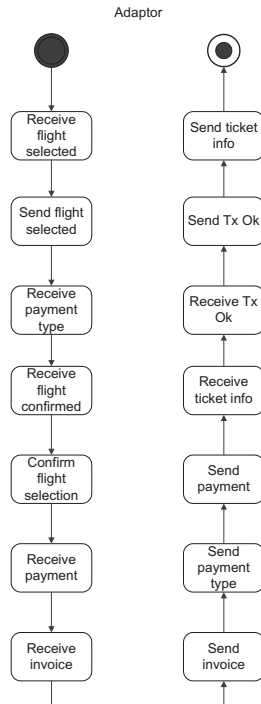 Adaptor
Receive
flight
selected
Send flight
selected
Receive
payment
type
Receive
flight
confirmed
Confirm
flight
selection
Receive
payment
Receive
invoice
Send ticket
info
Send Tx Ok
Receive Tx
Ok
Receive
ticket info
Send
payment
Send
payment
type
Send
invoice